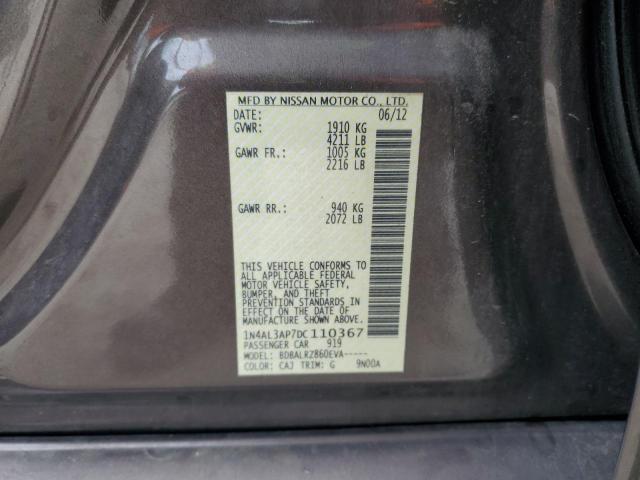 MFD BY NISSAN MOTOR CO., LTD.
DATE: 06/12
GVWR: 1910 KG
4211 LB
GAWR FR.: 1005 KG
2216 LB
GAWR RR.: 940 KG
2072 LB
THIS VEHICLE CONFORMS TO
ALL APPLICABLE FEDERAL
MOTOR VEHICLE SAFETY,
BUMPER, AND THEFT
PREVENTION STANDARDS IN
EFFECT ON THE DATE OF
MANUFACTURE SHOWN ABOVE.
1N4AL3AP7DC110367
PASSENGER CAR 919
MODEL: BDBALRZ860EVA-----
COLOR: CAJ TRIM: G 9N00A